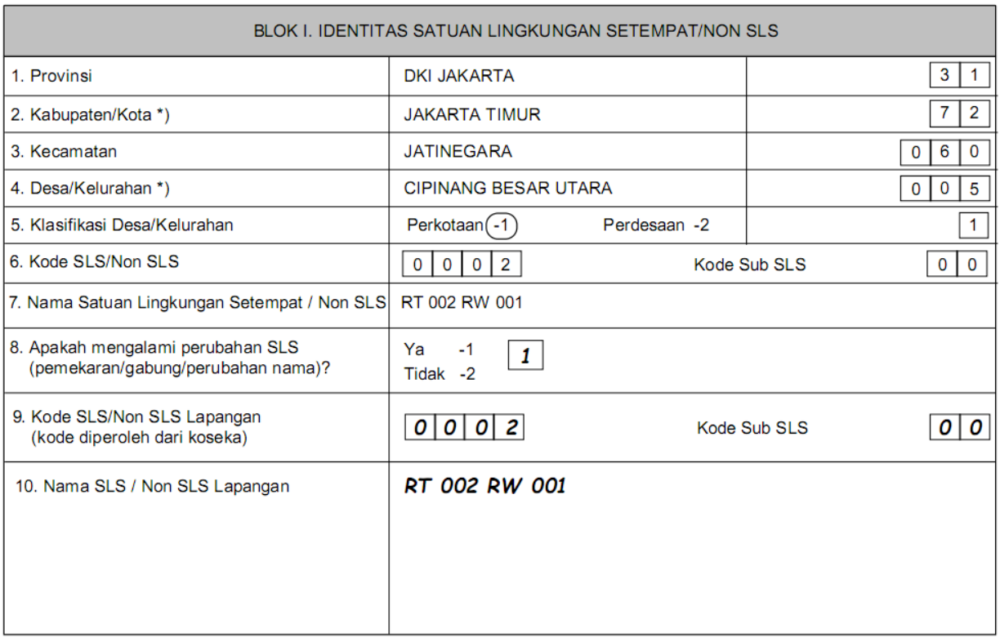 BLOK I. IDENTITAS SATUAN LINGKUNGAN SETEMPAT/NON SLS
1. Provinsi DKI JAKARTA 3 1
2. Kabupaten/Kota *) JAKARTA TIMUR 7 2
3. Kecamatan JATINEGARA 0 6 0
4. Desa/Kelurahan *) CIPINANG BESAR UTARA 0 0 5
5. Klasifikasi Desa/Kelurahan Perkotaan -1 Perdesaan -2 1
6. Kode SLS/Non SLS 0 0 0 2 Kode Sub SLS 0 0
7. Nama Satuan Lingkungan Setempat / Non SLS RT 002 RW 001
8. Apakah mengalami perubahan SLS
(pemekaran/gabung/perubahan nama)?
Ya -1 1
Tidak -2
9. Kode SLS/Non SLS Lapangan
(kode diperoleh dari koseka)
0 0 0 2 Kode Sub SLS 0 0
10. Nama SLS / Non SLS Lapangan RT 002 RW 001